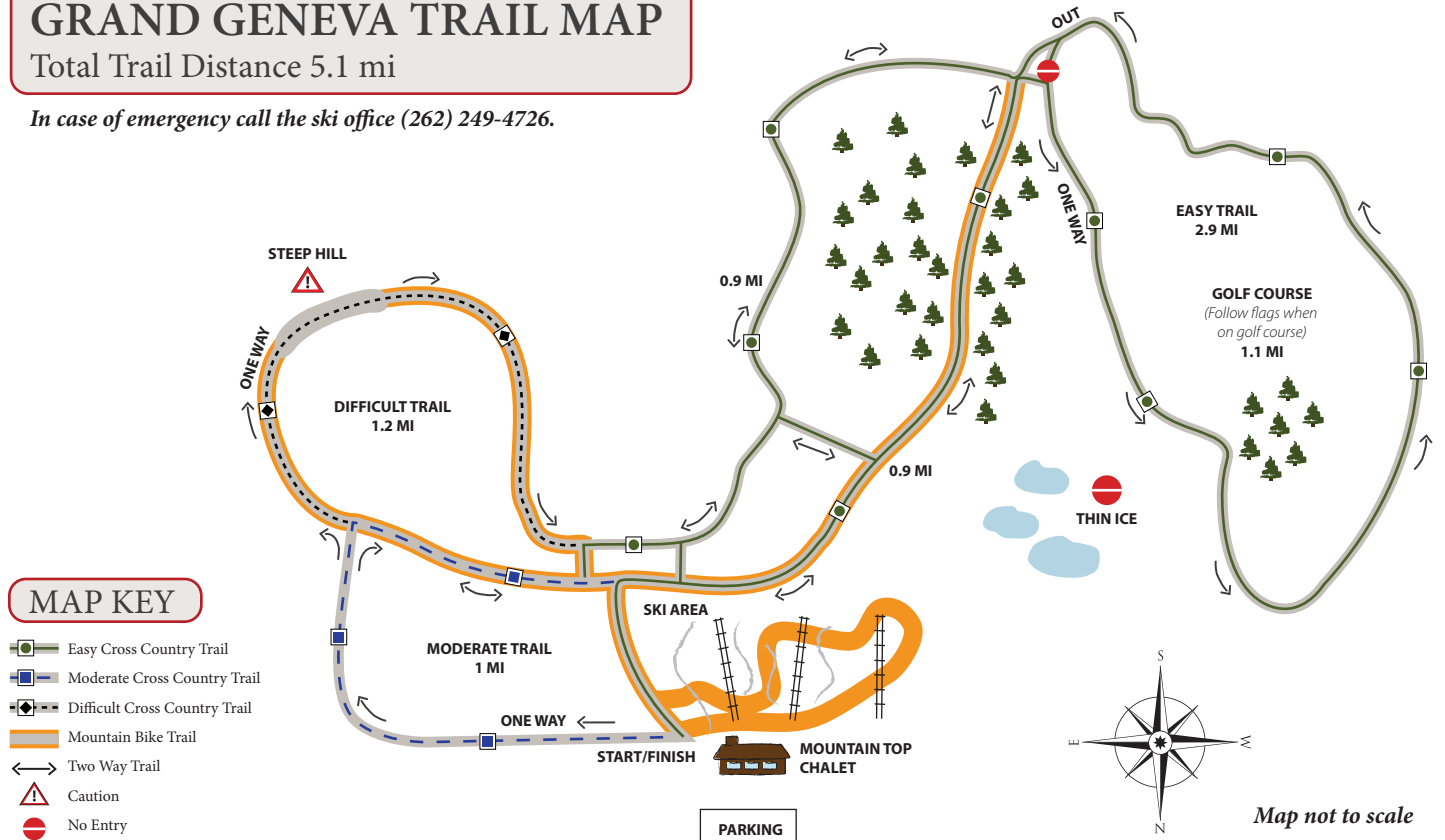 GRAND GENEVA TRAIL MAP
Total Trail Distance 5.1 mi
In case of emergency call the ski office (262) 249-4726.
OUT
ONE WAY
EASY TRAIL
2.9 MI
STEEP HILL
!
0.9 MI
GOLF COURSE
(Follow flags when
on golf course)
1.1 MI
ONE WAY
DIFFICULT TRAIL
1.2 MI
0.9 MI
THIN ICE
SKI AREA
MODERATE TRAIL
1 MI
ONE WAY
START/FINISH
MOUNTAIN TOP
CHALET
PARKING
MAP KEY
Easy Cross Country Trail
Moderate Cross Country Trail
Difficult Cross Country Trail
Mountain Bike Trail
Two Way Trail
! Caution
No Entry
S
E
W
N
Map not to scale